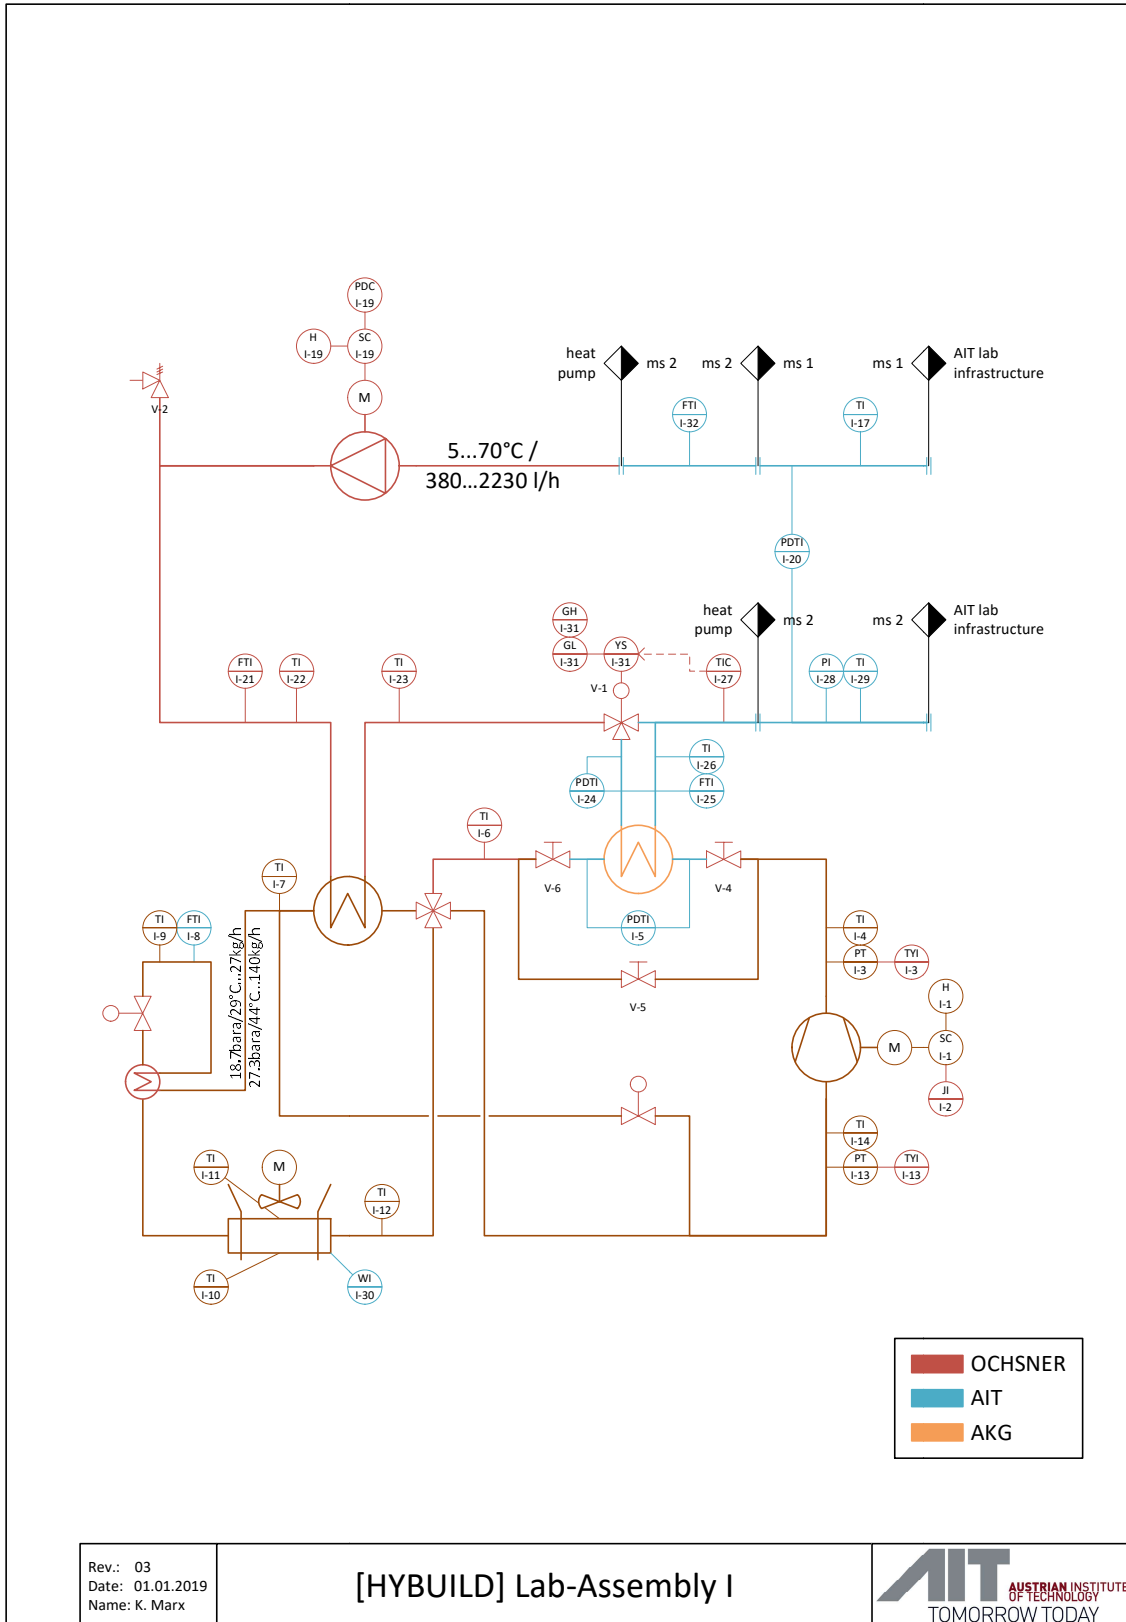 PDC
I-19
H
I-19
SC
I-19
M
V-2
heat
pump
ms 2
ms 2
ms 1
ms 1
AIT lab
infrastructure
FTI
I-32
TI
I-17
5...70°C /
380...2230 l/h
PDTI
I-20
GH
I-31
GL
I-31
YS
I-31
V-1
heat
pump
ms 2
ms 2
AIT lab
infrastructure
FTI
I-21
TI
I-22
TI
I-23
TIC
I-27
PI
I-28
TI
I-29
TI
I-26
PDTI
I-24
FTI
I-25
TI
I-6
TI
I-7
V-6
V-4
TI
I-9
FTI
I-8
PDTI
I-5
V-5
TI
I-4
PT
I-3
TYI
I-3
18.7bara/29°C...27kg/h
27.3bara/44°C...140kg/h
H
I-1
M
SC
I-1
JI
I-2
TI
I-14
PT
I-13
TYI
I-13
TI
I-11
M
TI
I-12
TI
I-10
WI
I-30
OCHSNER
AIT
AKG
Rev.: 03
Date: 01.01.2019
Name: K. Marx
[HYBUILD] Lab-Assembly I
AIT
AUSTRIAN INSTITUTE
OF TECHNOLOGY
TOMORROW TODAY